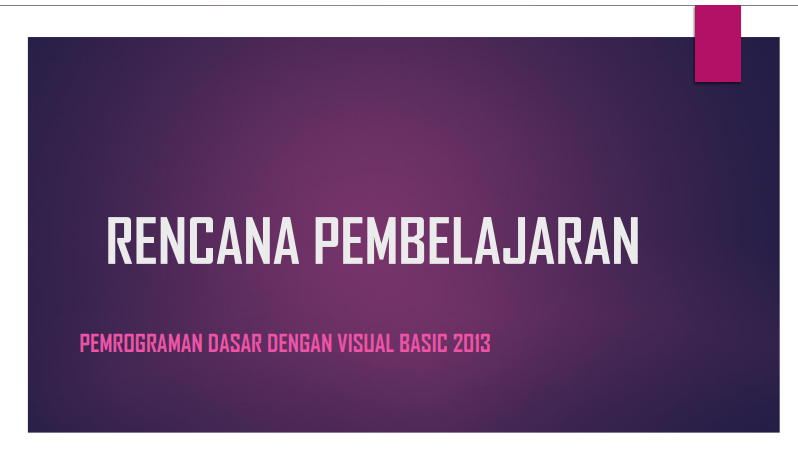 RENCANA PEMBELAJARAN
PEMROGRAMAN DASAR DENGAN VISUAL BASIC 2013